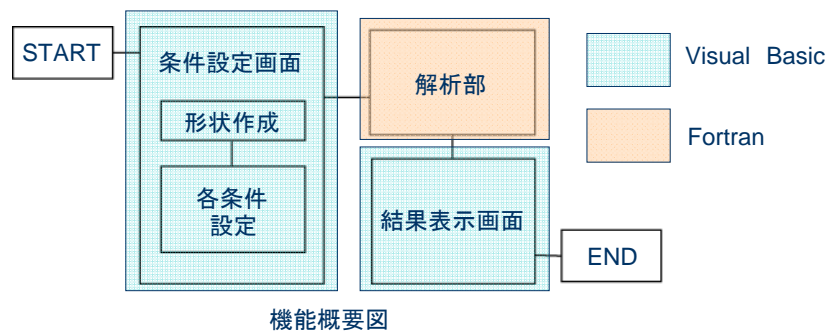 START
条件設定画面
形状作成
各条件
設定
解析部
結果表示画面
END
Visual Basic
Fortran
機能概要図